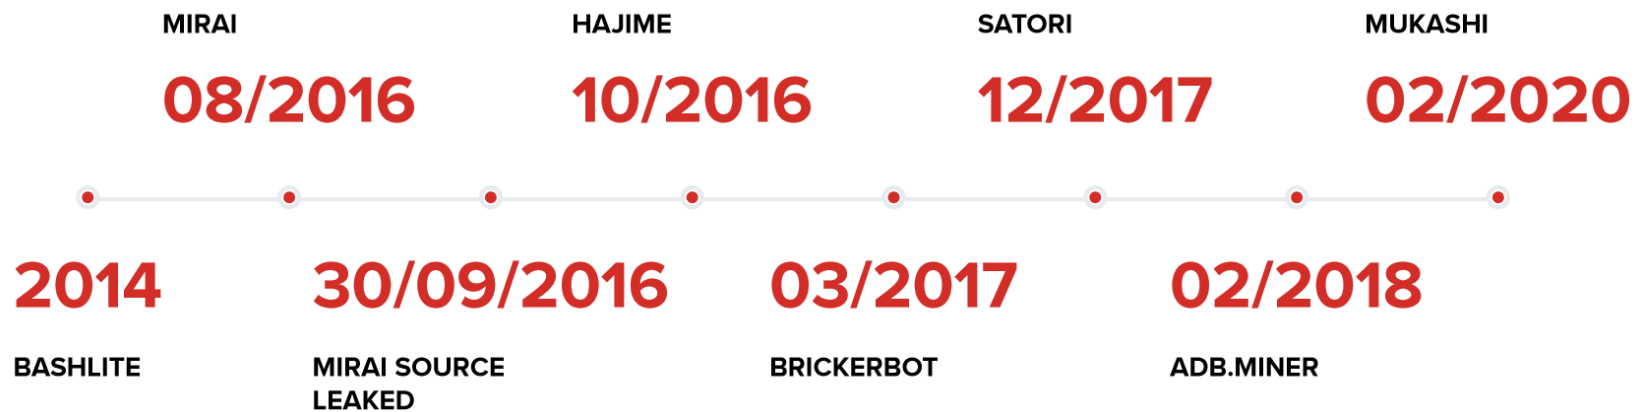 MIRAI
08/2016
HAJIME
10/2016
SATORI
12/2017
MUKASHI
02/2020
2014
BASHLITE
30/09/2016
MIRAI SOURCE
LEAKED
03/2017
BRICKERBOT
02/2018
ADB.MINER